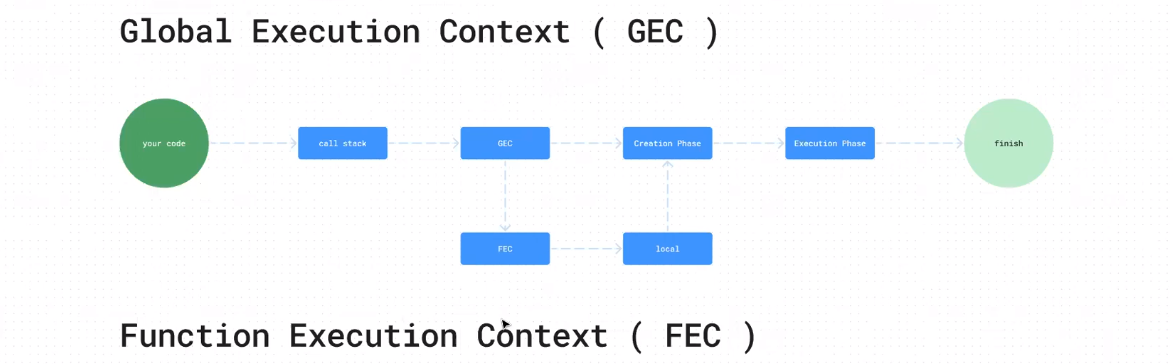 Global Execution Context ( GEC )
your code
call stack
GEC
Creation Phase
Execution Phase
finish
FEC
local
Function Execution Context ( FEC )